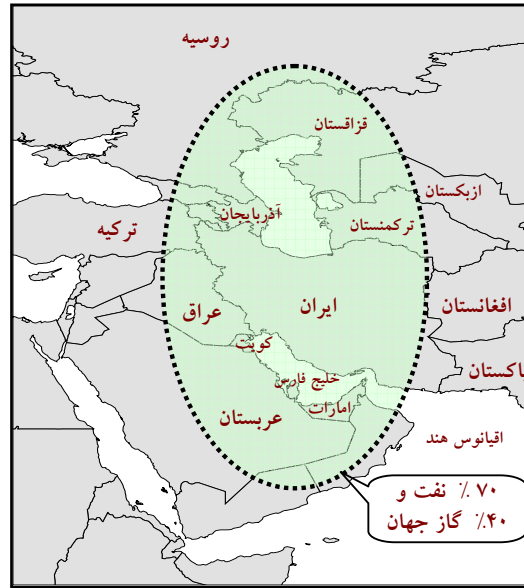 روسیه
قزاقستان
ازبکستان
ترکمنستان
آذربایجان
ترکیه
ایران
عراق
افغانستان
کویت
پاکستان
خلیج فارس
امارات
عربستان
اقیانوس هند
۷۰ ٪ نفت و
۴۰٪ گاز جهان